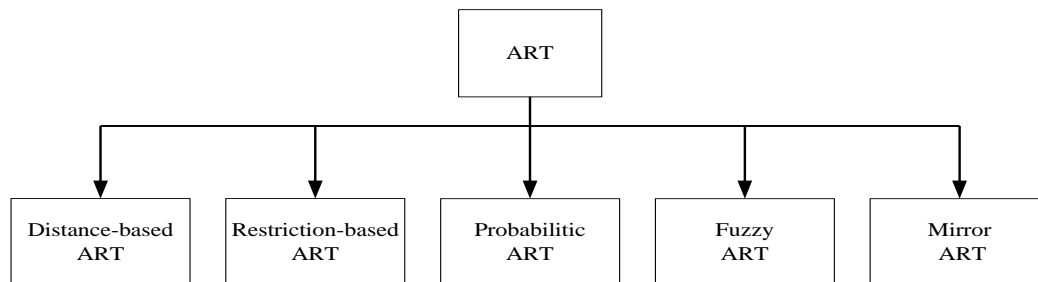 ART
Distance-based
ART
Restriction-based
ART
Probabilitic
ART
Fuzzy
ART
Mirror
ART